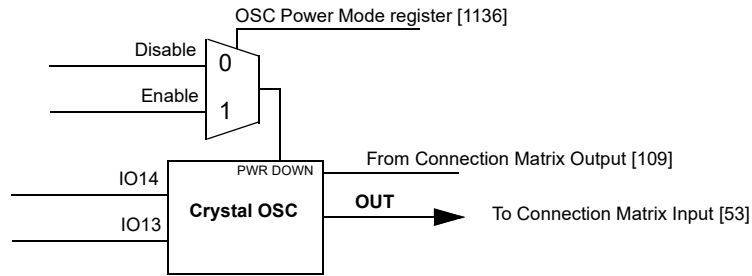 OSC Power Mode register [1136]
Disable
0
Enable
1
PWR DOWN
From Connection Matrix Output [109]
IO14
Crystal OSC
OUT
To Connection Matrix Input [53]
IO13